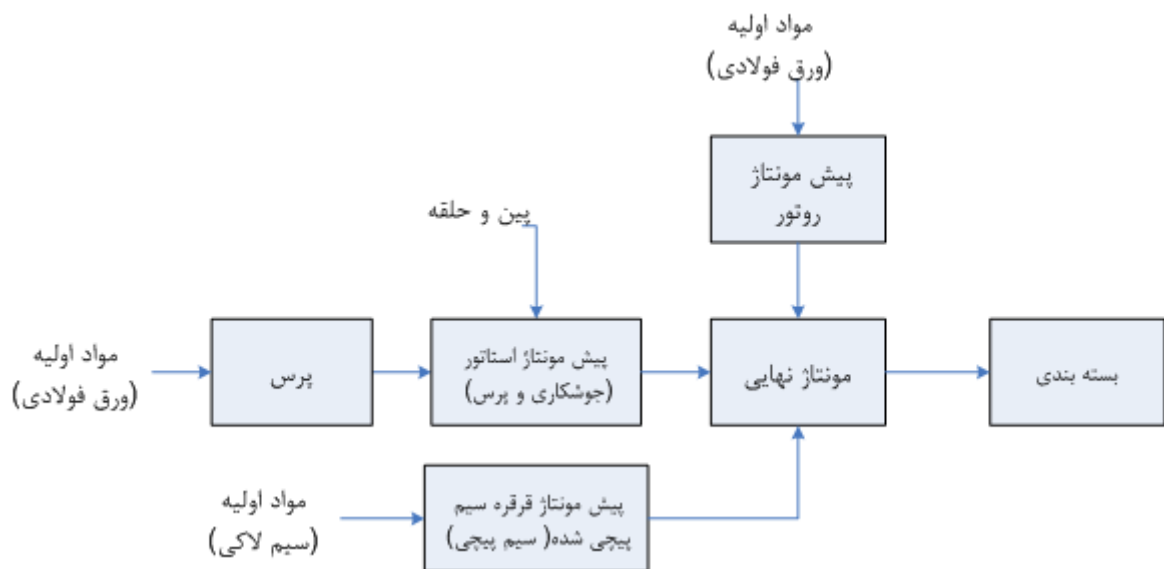 مواد اولیه
(ورق فولادی)
پیش مونتاژ
روتور
پین و حلقه
مواد اولیه
(ورق فولادی)
پرس
پیش مونتاژ استاتور
(جوشکاری و پرس)
مونتاژ نهایی
بسته بندی
مواد اولیه
(سیم لاکی)
پیش مونتاژ قرقره سیم
پیچی شده( سیم پیچی)